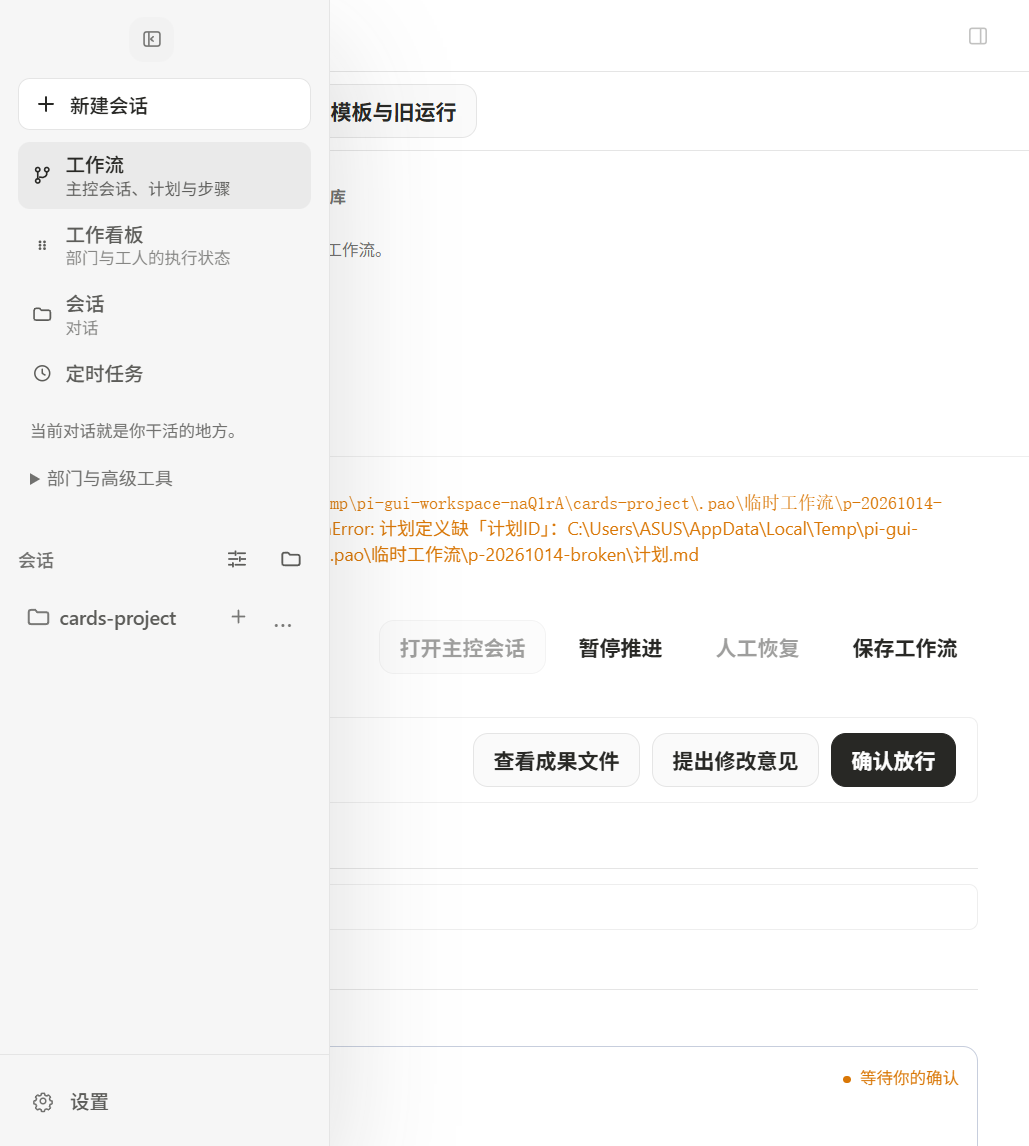 新建会话
工作流
主控会话、计划与步骤
工作看板
部门与工人的执行状态
会话
对话
定时任务
当前对话就是你干活的地方。
部门与高级工具
会话
cards-project
...
设置
模板与旧运行
库
工作流。
mp\pi-gui-workspace-naQlrA\cards-project\.pao\临时工作流\p-20261014-
Error: 计划定义缺「计划ID」: C:\Users\ASUS\AppData\Local\Temp\pi-gui-
.pao\临时工作流\p-20261014-broken\计划.md
打开主控会话 暂停推进 人工恢复 保存工作流
查看成果文件 提出修改意见 确认放行
等待你的确认